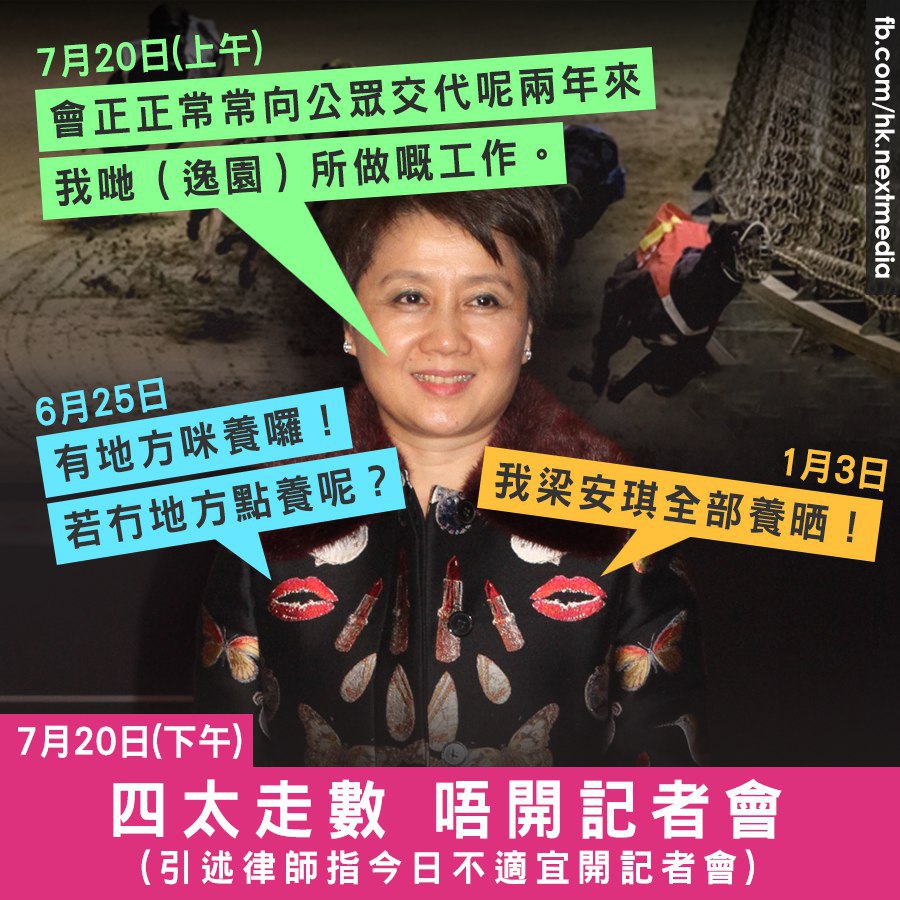 7月20日(上午)
會正正常常向公眾交代呢兩年來
我哋（逸園）所做嘅工作。
6月25日
有地方咪養囉！
若冇地方點養呢？
1月3日
我梁安琪全部養晒！
7月20日(下午)
四太走數 唔開記者會
(引述律師指今日不適宜開記者會)
fb.com/hk.nextmedia